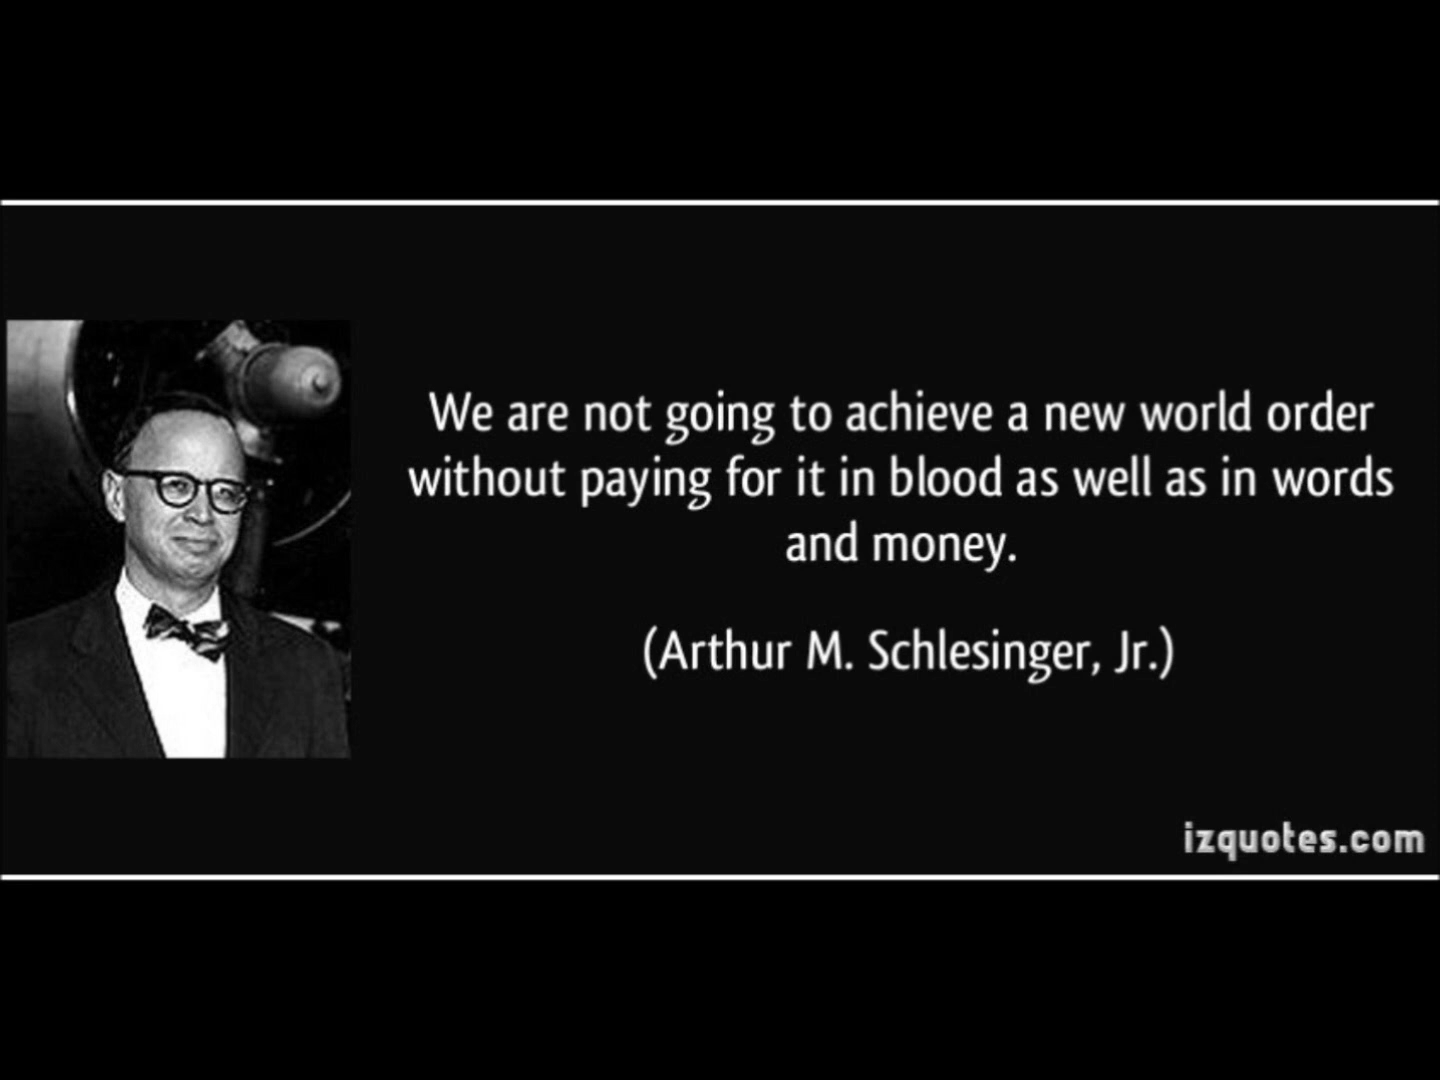 We are not going to achieve a new world order
without paying for it in blood as well as in words
and money.
(Arthur M. Schlesinger, Jr.)
izquotes.com